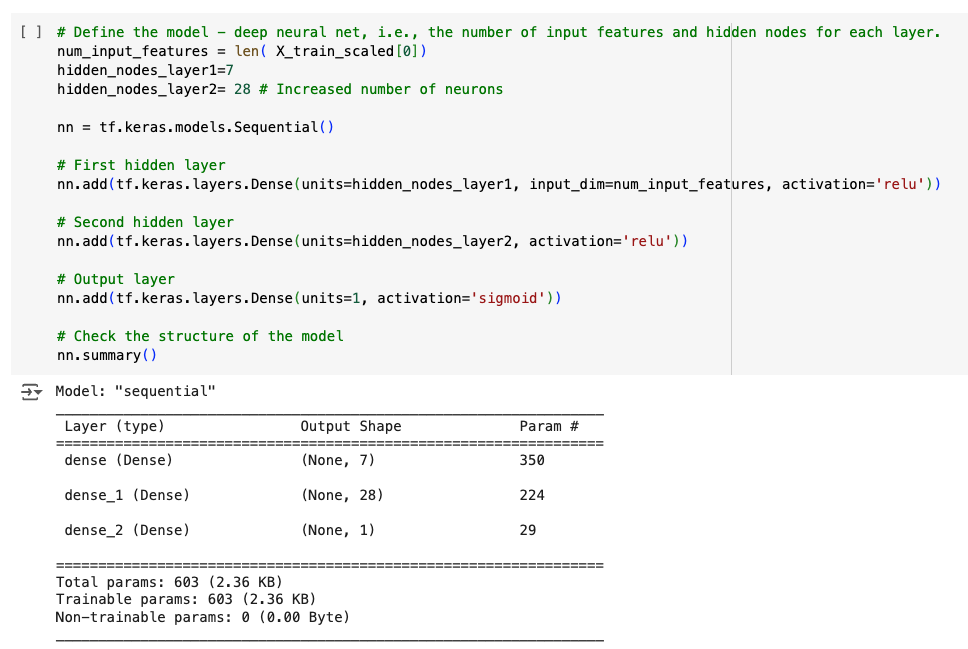 [ ] # Define the model – deep neural net, i.e., the number of input features and hidden nodes for each layer.
num_input_features = len( X_train_scaled[0])
hidden_nodes_layer1=7
hidden_nodes_layer2= 28 # Increased number of neurons
nn = tf.keras.models.Sequential()
# First hidden layer
nn.add(tf.keras.layers.Dense(units=hidden_nodes_layer1, input_dim=num_input_features, activation='relu'))
# Second hidden layer
nn.add(tf.keras.layers.Dense(units=hidden_nodes_layer2, activation='relu'))
# Output layer
nn.add(tf.keras.layers.Dense(units=1, activation='sigmoid'))
# Check the structure of the model
nn.summary()
Model: "sequential"
_________________________________________________________________
Layer (type) Output Shape Param #
=================================================================
dense (Dense) (None, 7) 350
dense_1 (Dense) (None, 28) 224
dense_2 (Dense) (None, 1) 29
=================================================================
Total params: 603 (2.36 KB)
Trainable params: 603 (2.36 KB)
Non-trainable params: 0 (0.00 Byte)
_________________________________________________________________